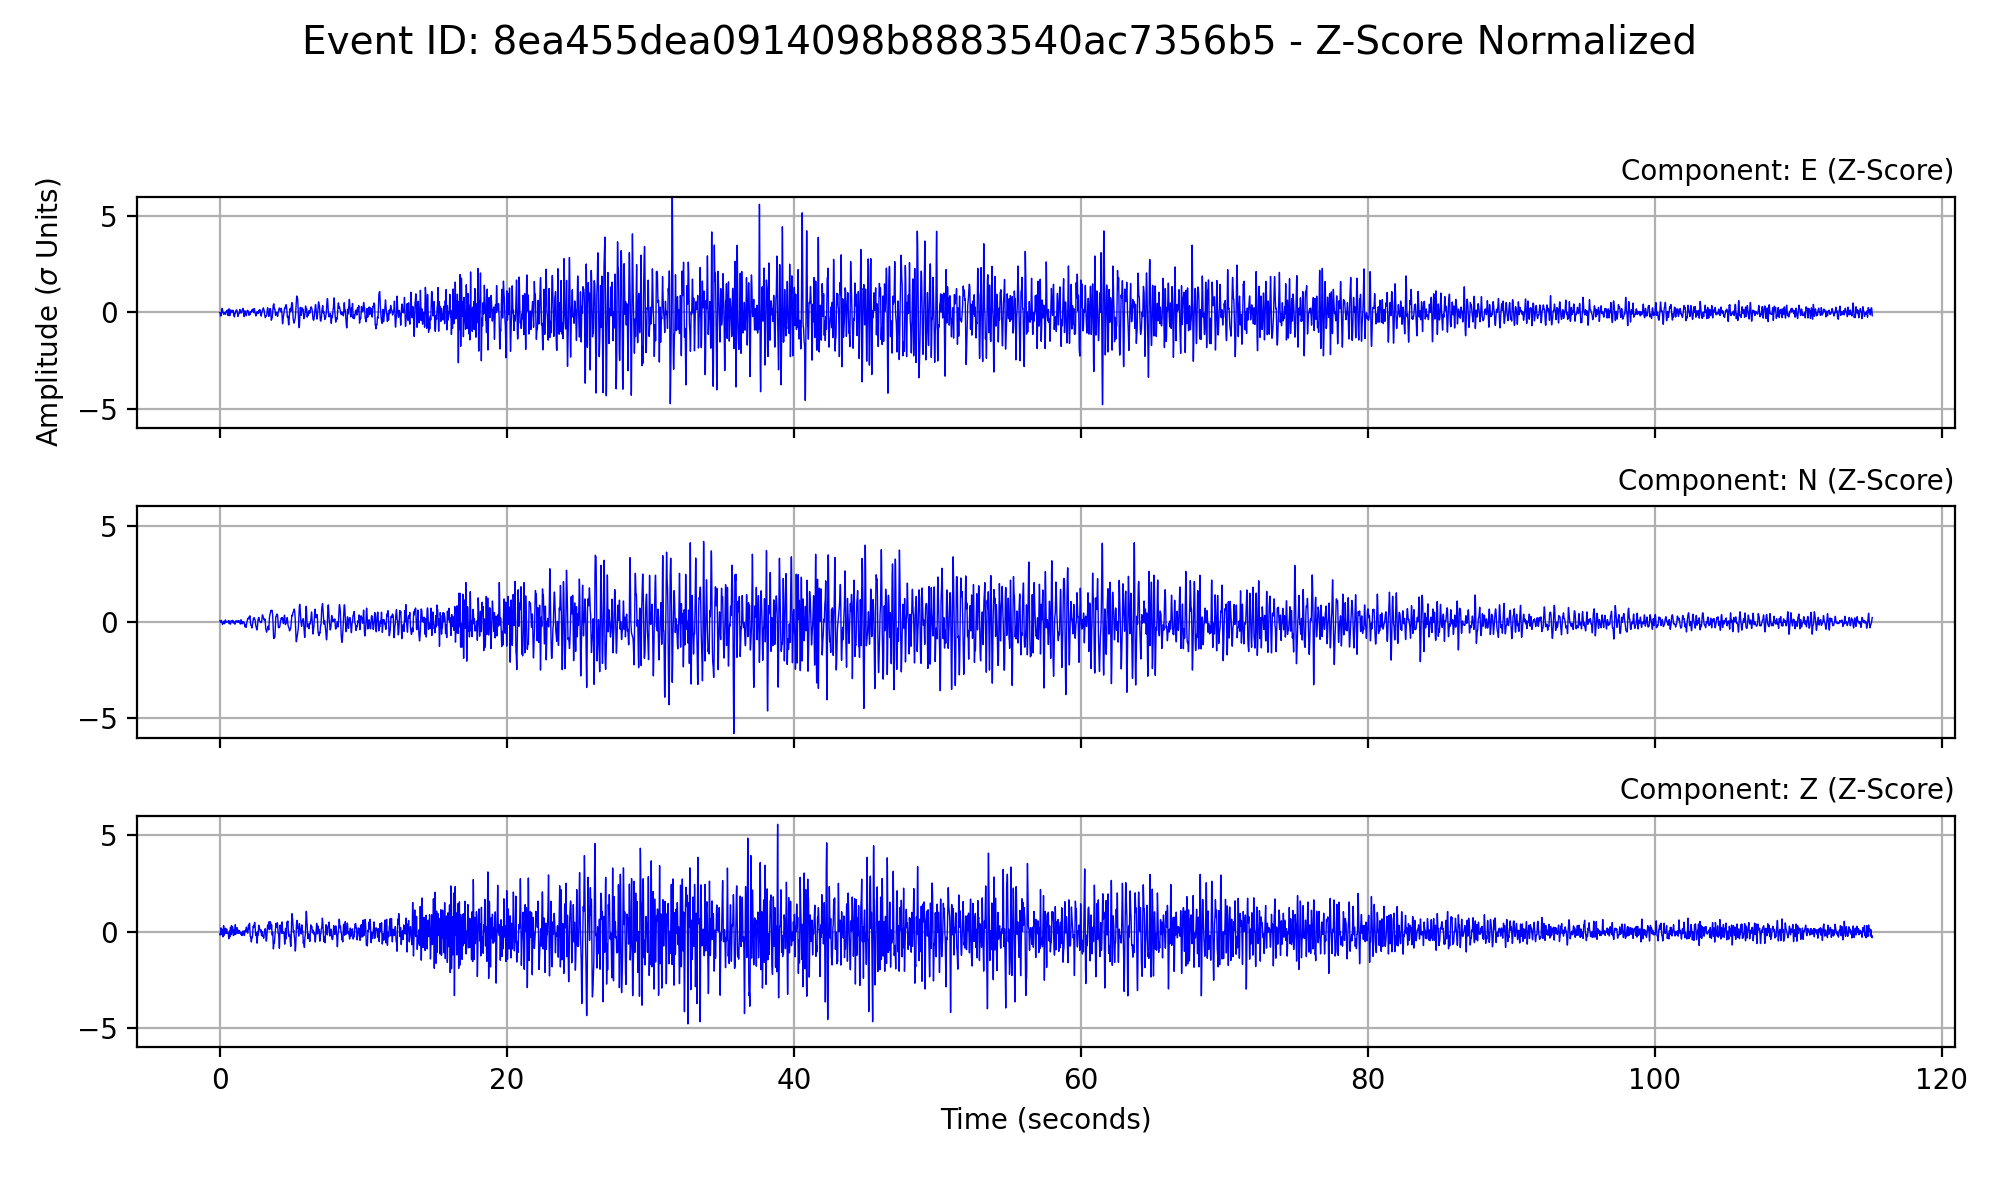 Event ID: 8ea455dea0914098b8883540ac7356b5 - Z-Score Normalized
Component: E (Z-Score)
Amplitude (σ Units)
5
0
−5
Component: N (Z-Score)
5
0
−5
Component: Z (Z-Score)
5
0
−5
0 20 40 60 80 100 120
Time (seconds)